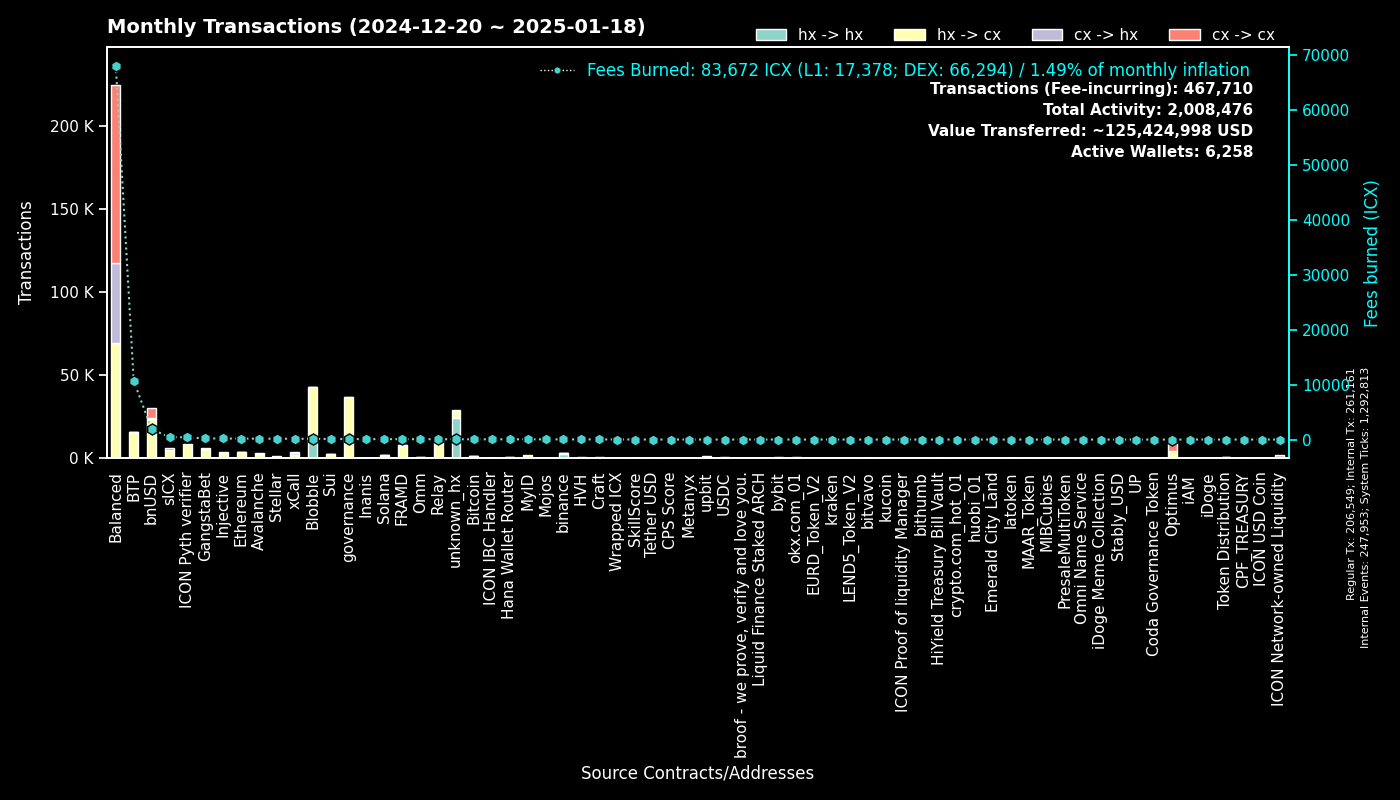 Monthly Transactions (2024-12-20 ~ 2025-01-18)
hx -> hx
hx -> cx
cx -> hx
cx -> cx
Fees Burned: 83,672 ICX (L1: 17,378; DEX: 66,294) / 1.49% of monthly inflation
Transactions (Fee-incurring): 467,710
Total Activity: 2,008,476
Value Transferred: ~125,424,998 USD
Active Wallets: 6,258
Transactions
200 K
150 K
100 K
50 K
0 K
70000
60000
50000
40000
30000
20000
10000
0
Fees burned (ICX)
Regular Tx: 206,549; Internal Tx: 261,161
Internal Events: 247,953; System Ticks: 1,292,813
Balanced
BTP
bnUSD
sICX
ICON Pyth verifier
GangstaBet
Injective
Ethereum
Avalanche
Stellar
xCall
Blobble
Sui
governance
Inanis
Solana
FRAMD
Omm
Relay
unknown_hx
Bitcoin
ICON IBC Handler
Hana Wallet Router
MyID
Mojos
binance
HVH
Craft
Wrapped ICX
SkillScore
Tether USD
CPS Score
Metanyx
upbit
USDC
broof - we prove, verify and love you.
Liquid Finance Staked ARCH
bybit
okx.com_01
EURD_Token_V2
kraken
LEND5_Token_V2
bitvavo
kucoin
ICON Proof of liquidity Manager
bithumb
HiYield Treasury Bill Vault
crypto.com_hot_01
huobi_01
Emerald City Land
latoken
MAAR_Token
MIBCubies
PresaleMultiToken
Omni Name Service
iDoge Meme Collection
Stably_USD
UP
Coda Governance Token
Optimus
iAM
iDoge
Token Distribution
CPF_TREASURY
ICON USD Coin
ICON Network-owned Liquidity
Source Contracts/Addresses